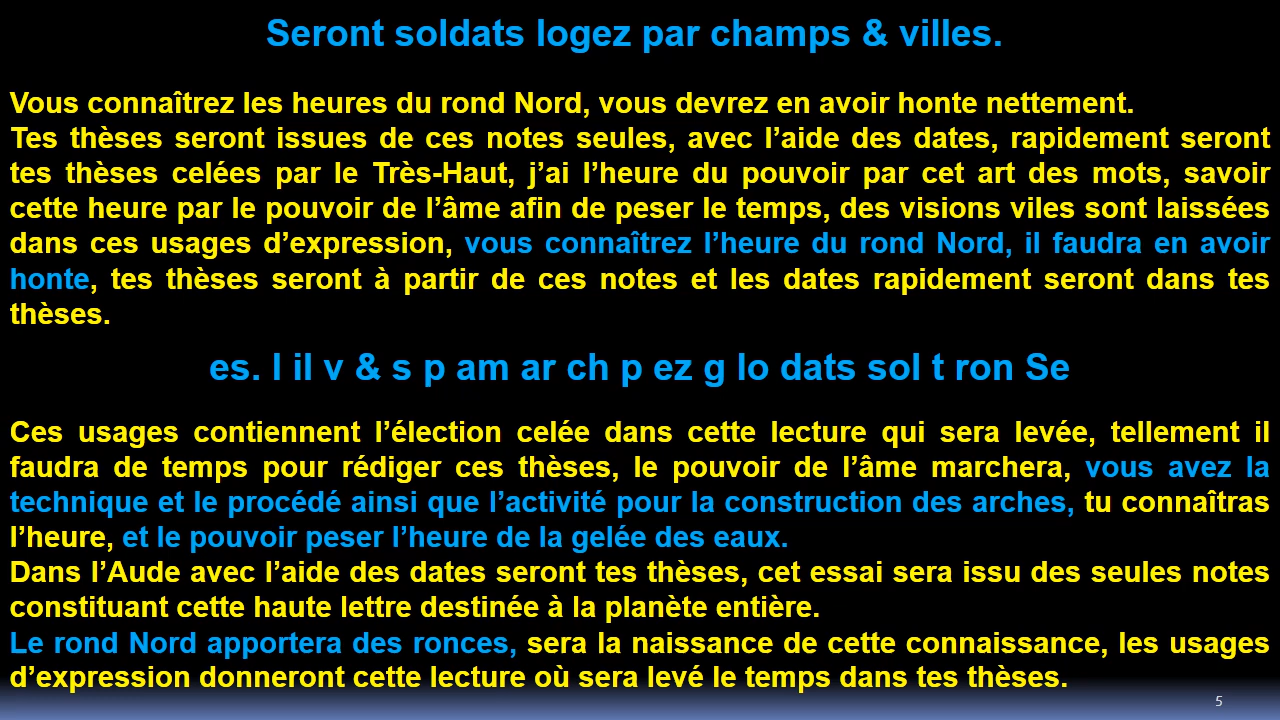 Seront soldats logez par champs & villes.
Vous connaîtrez les heures du rond Nord, vous devrez en avoir honte nettement.
Tes thèses seront issues de ces notes seules, avec l’aide des dates, rapidement seront
tes thèses celées par le Très-Haut, j’ai l’heure du pouvoir par cet art des mots, savoir
cette heure par le pouvoir de l’âme afin de peser le temps, des visions viles sont laissées
dans ces usages d’expression, vous connaîtrez l’heure du rond Nord, il faudra en avoir
honte, tes thèses seront à partir de ces notes et les dates rapidement seront dans tes
thèses.
es. l il v & s p am ar ch p ez g lo dats sol t ron Se
Ces usages contiennent l’élection celée dans cette lecture qui sera levée, tellement il
faudra de temps pour rédiger ces thèses, le pouvoir de l’âme marchera, vous avez la
technique et le procédé ainsi que l’activité pour la construction des arches, tu connaîtras
l’heure, et le pouvoir peser l’heure de la gelée des eaux.
Dans l’Aude avec l’aide des dates seront tes thèses, cet essai sera issu des seules notes
constituant cette haute lettre destinée à la planète entière.
Le rond Nord apportera des ronces, sera la naissance de cette connaissance, les usages
d’expression donneront cette lecture où sera levé le temps dans tes thèses.
5